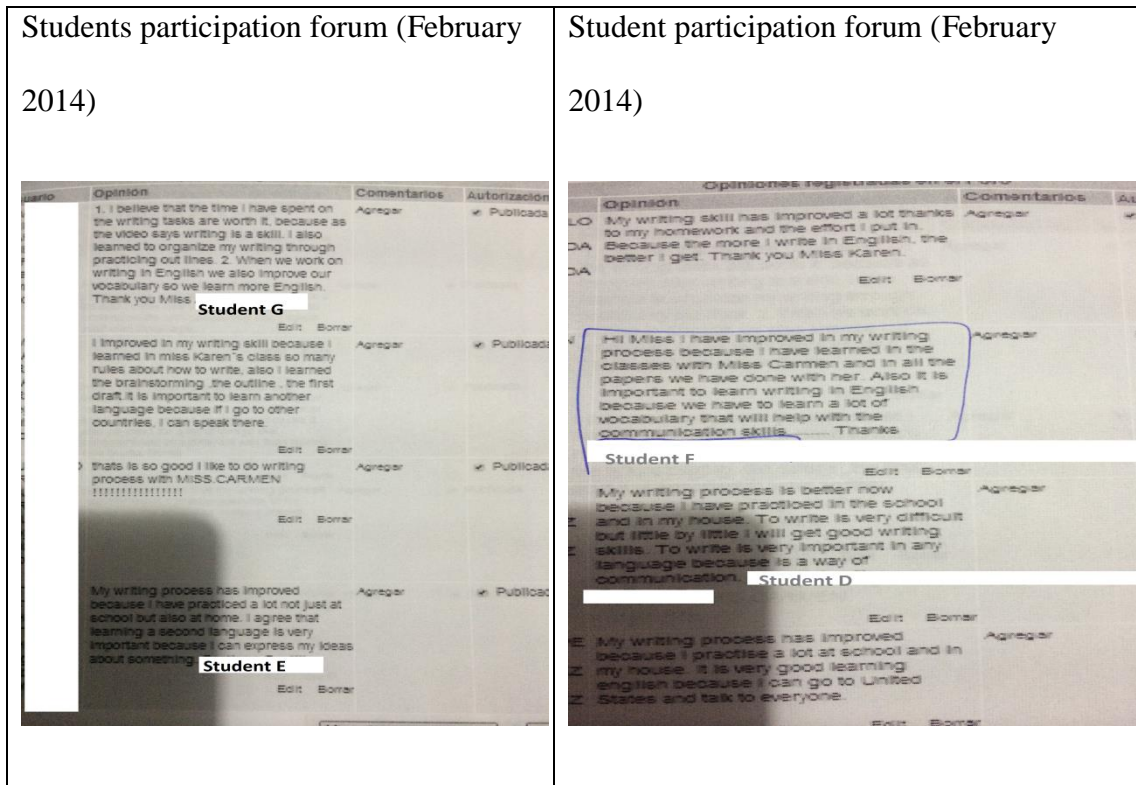 Students participation forum (February
2014)
uario Opinión Comentarios Autorización
1. I believe that the time I have spent on Agregar Publicada
the writing tasks are worth it, because as
the video says writing is a skill. I also
learned to organize my writing through
practicing out lines. 2. When we work on
writing in English we also improve our
vocabulary so we learn more English.
Thank you Miss
Student G
Edit Borrar
I improved in my writing skill because I Agregar Publicada
learned in miss Karen´s class so many
rules about how to write, also I learned
the brainstorming ,the outline , the first
draft.It is important to learn another
language because if I go to other
countries, I can speak there.
Edit Borrar
thats is so good I like to do writing Agregar Publicada
process with MISS.CARMEN
!!!!!!!!!!!!!!!!
Edit Borrar
My writing process has improved Agregar Publicad
because I have practiced a lot not just at
school but also at home. I agree that
learning a second language is very
important because I can express my ideas
about something
Student E
Edit Borrar
Student participation forum (February
2014)
Opiniones registradas en el Foro
Opinión Comentarios Au
LO My writing skill has improved a lot thanks Agregar
to my homework and the effort I put in.
DA Because the more I write in English, the
DA better I get. Thank you Miss Karen.
Edit Borrar
Hi Miss I have improved in my writing Agregar
process because I have learned in the
classes with Miss Carmen and in all the
papers we have done with her. Also it is
important to learn writing in English
because we have to learn a lot of
vocabulary that will help with the
communication skills. Thanks
Student F
Edit Borrar
My writing process is better now Agregar
because I have practiced in the school
Z and in my house. To write is very difficult
but little by little I will get good writing
Z skills. To write is very important in any
language because is a way of
communication.
Student D
Edit Borrar
PE My writing process has improved Agregar
because I practise a lot at school and in
Z my house. It is very good learning
english because I can go to United
Z States and talk to everyone.
Edit Borrar